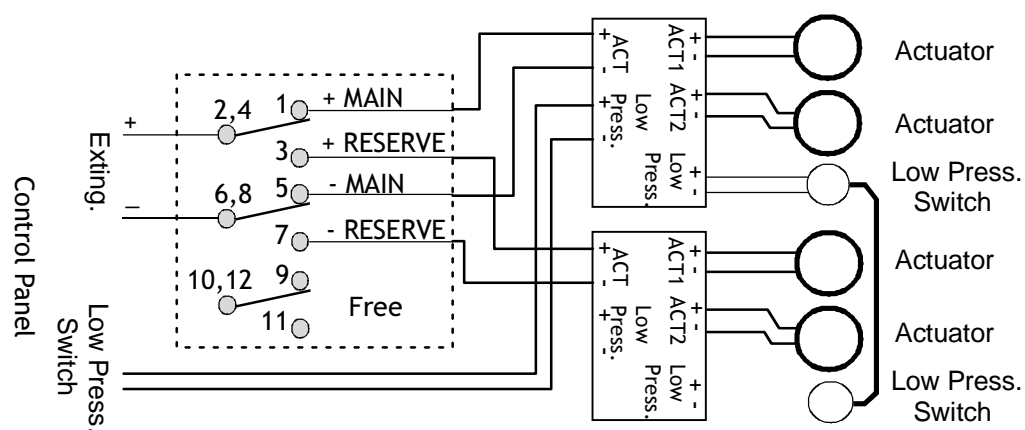 Control Panel
Exting.
+
–
Low Press.
Switch
2,4
1
+ MAIN
3
+ RESERVE
6,8
5
- MAIN
7
- RESERVE
10,12
9
11
Free
+
ACT
-
+
Low
Press.
-
+
ACT1
-
+
ACT2
-
+
Low
Press.
-
Actuator
Actuator
Low Press.
Switch
+
ACT
-
+
Low
Press.
-
+
ACT1
-
+
ACT2
-
+
Low
Press.
-
Actuator
Actuator
Low Press.
Switch